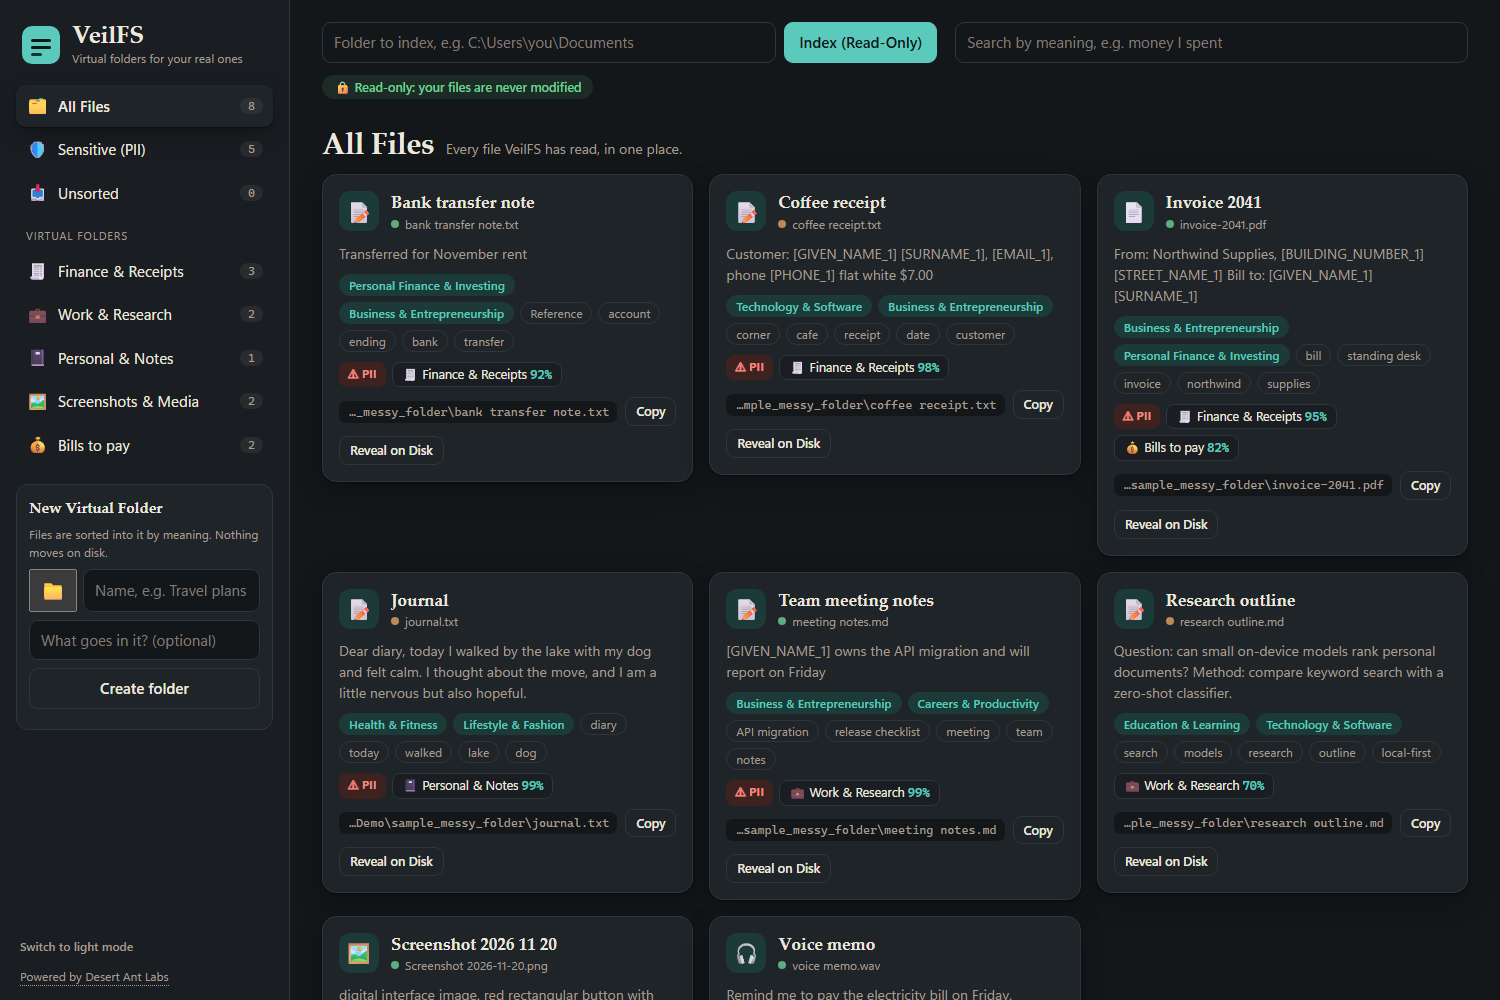 VeilFS
Virtual folders for your real ones
All Files 8
Sensitive (PII) 5
Unsorted 0
VIRTUAL FOLDERS
Finance & Receipts 3
Work & Research 2
Personal & Notes 1
Screenshots & Media 2
Bills to pay 2
New Virtual Folder
Files are sorted into it by meaning. Nothing
moves on disk.
Name, e.g. Travel plans
What goes in it? (optional)
Create folder
Switch to light mode
Powered by Desert Ant Labs
Folder to index, e.g. C:\Users\you\Documents
Index (Read-Only)
Search by meaning, e.g. money I spent
Read-only: your files are never modified
All Files Every file VeilFS has read, in one place.
Bank transfer note
bank transfer note.txt
Transferred for November rent
Personal Finance & Investing
Business & Entrepreneurship Reference account
ending bank transfer
PII Finance & Receipts 92%
…_messy_folder\bank transfer note.txt Copy
Reveal on Disk
Coffee receipt
coffee receipt.txt
Customer: [GIVEN_NAME_1] [SURNAME_1], [EMAIL_1],
phone [PHONE_1] flat white $7.00
Technology & Software Business & Entrepreneurship
corner cafe receipt date customer
PII Finance & Receipts 98%
…mple_messy_folder\coffee receipt.txt Copy
Reveal on Disk
Invoice 2041
invoice-2041.pdf
From: Northwind Supplies, [BUILDING_NUMBER_1]
[STREET_NAME_1] Bill to: [GIVEN_NAME_1]
[SURNAME_1]
Business & Entrepreneurship
Personal Finance & Investing bill standing desk
invoice northwind supplies
PII Finance & Receipts 95%
Bills to pay 82%
…sample_messy_folder\invoice-2041.pdf Copy
Reveal on Disk
Journal
journal.txt
Dear diary, today I walked by the lake with my dog
and felt calm. I thought about the move, and I am a
little nervous but also hopeful.
Health & Fitness Lifestyle & Fashion diary
today walked lake dog
PII Personal & Notes 99%
…Demo\sample_messy_folder\journal.txt Copy
Reveal on Disk
Team meeting notes
meeting notes.md
[GIVEN_NAME_1] owns the API migration and will
report on Friday
Business & Entrepreneurship Careers & Productivity
API migration release checklist meeting team
notes
PII Work & Research 99%
…sample_messy_folder\meeting notes.md Copy
Reveal on Disk
Research outline
research outline.md
Question: can small on-device models rank personal
documents? Method: compare keyword search with a
zero-shot classifier.
Education & Learning Technology & Software
search models research outline local-first
Work & Research 70%
…ple_messy_folder\research outline.md Copy
Reveal on Disk
Screenshot 2026 11 20
Screenshot 2026-11-20.png
digital interface image, red rectangular button with
Voice memo
voice memo.wav
Remind me to pay the electricity bill on Friday,